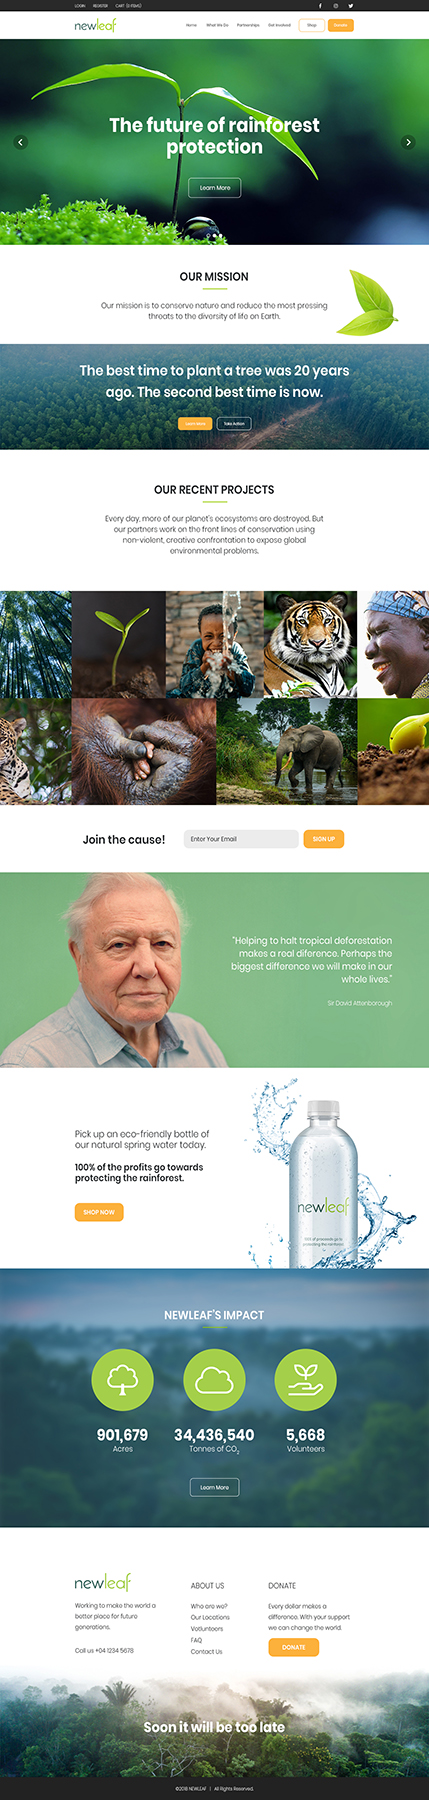 LOGIN REGISTER CART (0 ITEMS)
newleaf
Home What We Do Partnerships Get Involved Shop Donate
The future of rainforest
protection
Learn More
OUR MISSION
Our mission is to conserve nature and reduce the most pressing
threats to the diversity of life on Earth.
The best time to plant a tree was 20 years
ago. The second best time is now.
Learn More Take Action
OUR RECENT PROJECTS
Every day, more of our planet's ecosystems are destroyed. But
our partners work on the front lines of conservation using
non-violent, creative confrontation to expose global
environmental problems.
Join the cause! Enter Your Email SIGN UP
"Helping to halt tropical deforestation
makes a real diference. Perhaps the
biggest difference we will make in our
whole lives."
Sir David Attenborough
Pick up an eco-friendly bottle of
our natural spring water today.
100% of the profits go towards
protecting the rainforest.
SHOP NOW
newleaf
100% of proceeds go to
protecting the rainforest
NEWLEAF'S IMPACT
901,679 34,436,540 5,668
Acres Tonnes of CO2 Volunteers
Learn More
newleaf
Working to make the world a
better place for future
generations.
Call us +04 1234 5678
ABOUT US
Who are we?
Our Locations
Votlunteers
FAQ
Contact Us
DONATE
Every dollar makes a
difference. With your support
we can change the world.
DONATE
Soon it will be too late
©2018 NEWLEAF | All Rights Reserved.